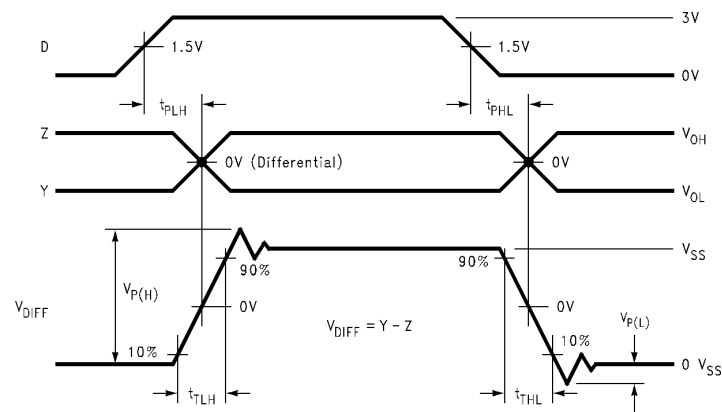 3V
D
1.5V
1.5V
0V
tPLH
tPHL
Z
VOH
0V (Differential)
0V
Y
VOL
VSS
90%
90%
VP(H)
VDIFF
0V
0V
VP(L)
VDIFF = Y – Z
10%
10%
0 VSS
tTLH
tTHL